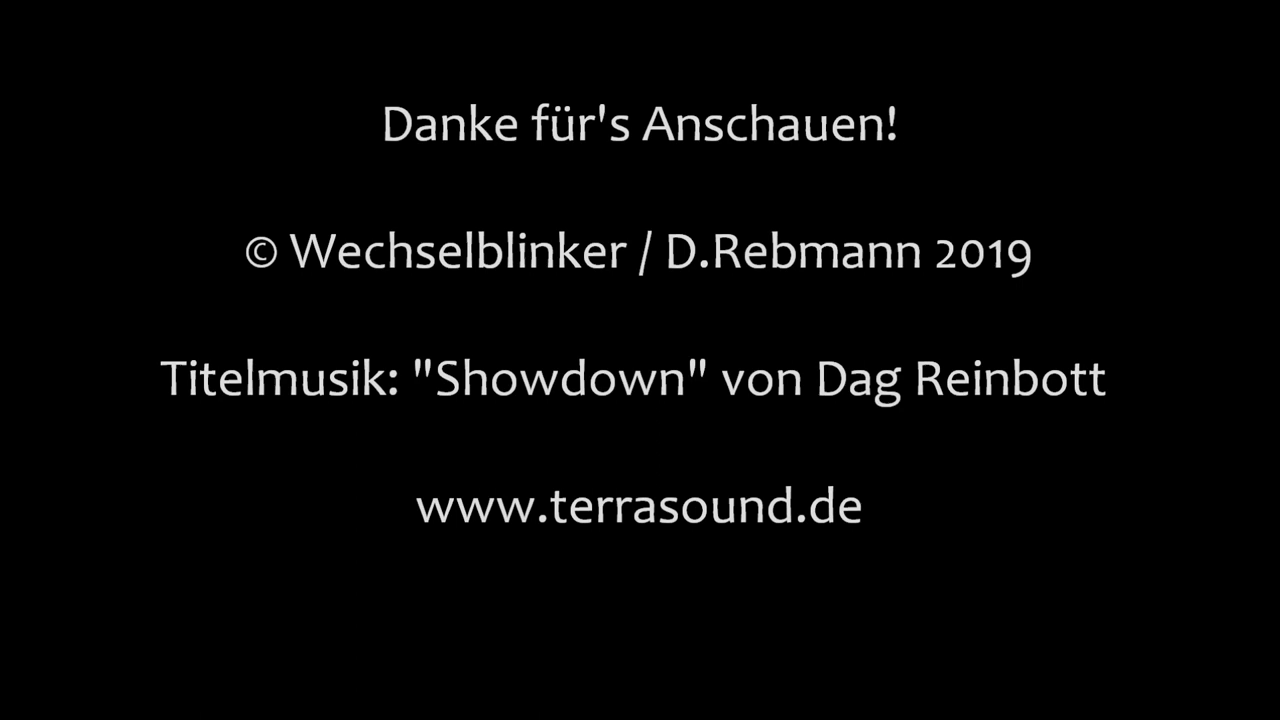 Danke für's Anschauen!
© Wechselblinker / D.Rebmann 2019
Titelmusik: "Showdown" von Dag Reinbott
www.terrasound.de